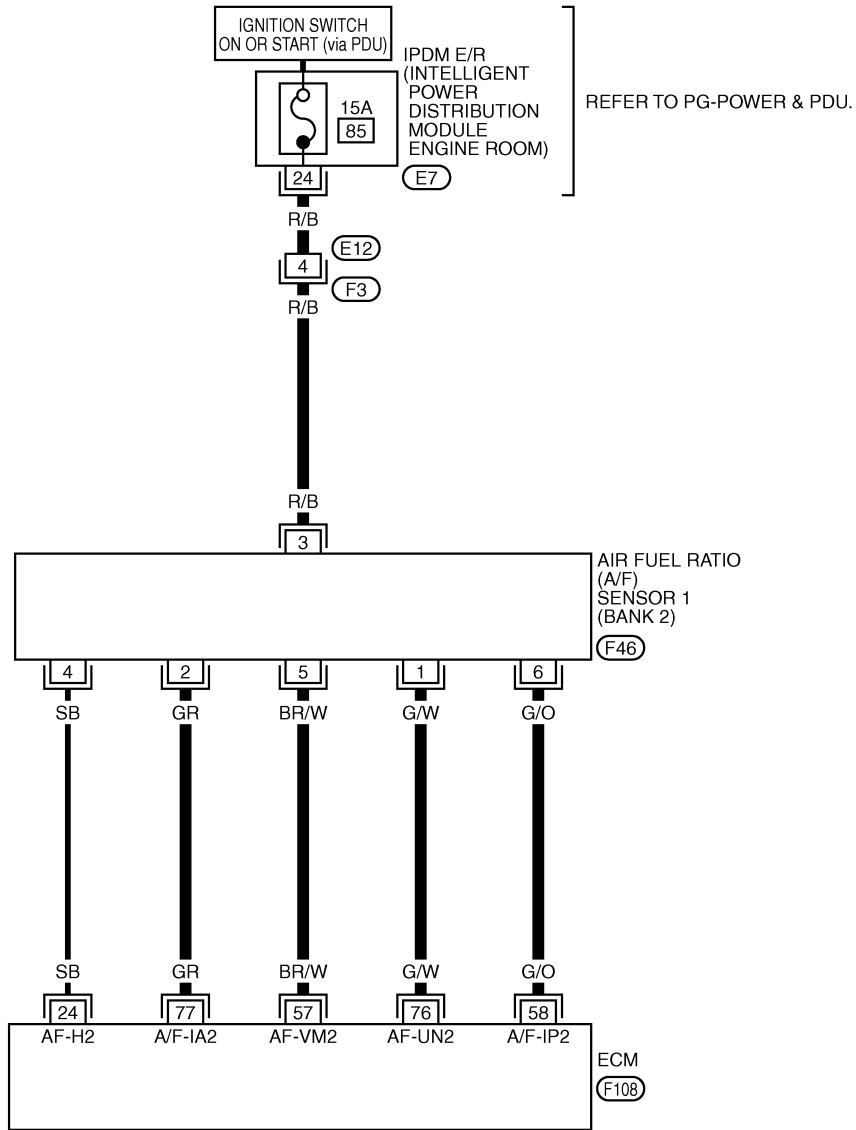 IGNITION SWITCH
ON OR START (via PDU)
IPDM E/R
(INTELLIGENT
POWER
DISTRIBUTION
MODULE
ENGINE ROOM)
REFER TO PG-POWER & PDU.
15A
85
24
E7
R/B
E12
4
F3
R/B
R/B
3
AIR FUEL RATIO
(A/F)
SENSOR 1
(BANK 2)
F46
4 2 5 1 6
SB GR BR/W G/W G/O
SB GR BR/W G/W G/O
24 77 57 76 58
AF-H2 A/F-IA2 AF-VM2 AF-UN2 A/F-IP2
ECM
F108